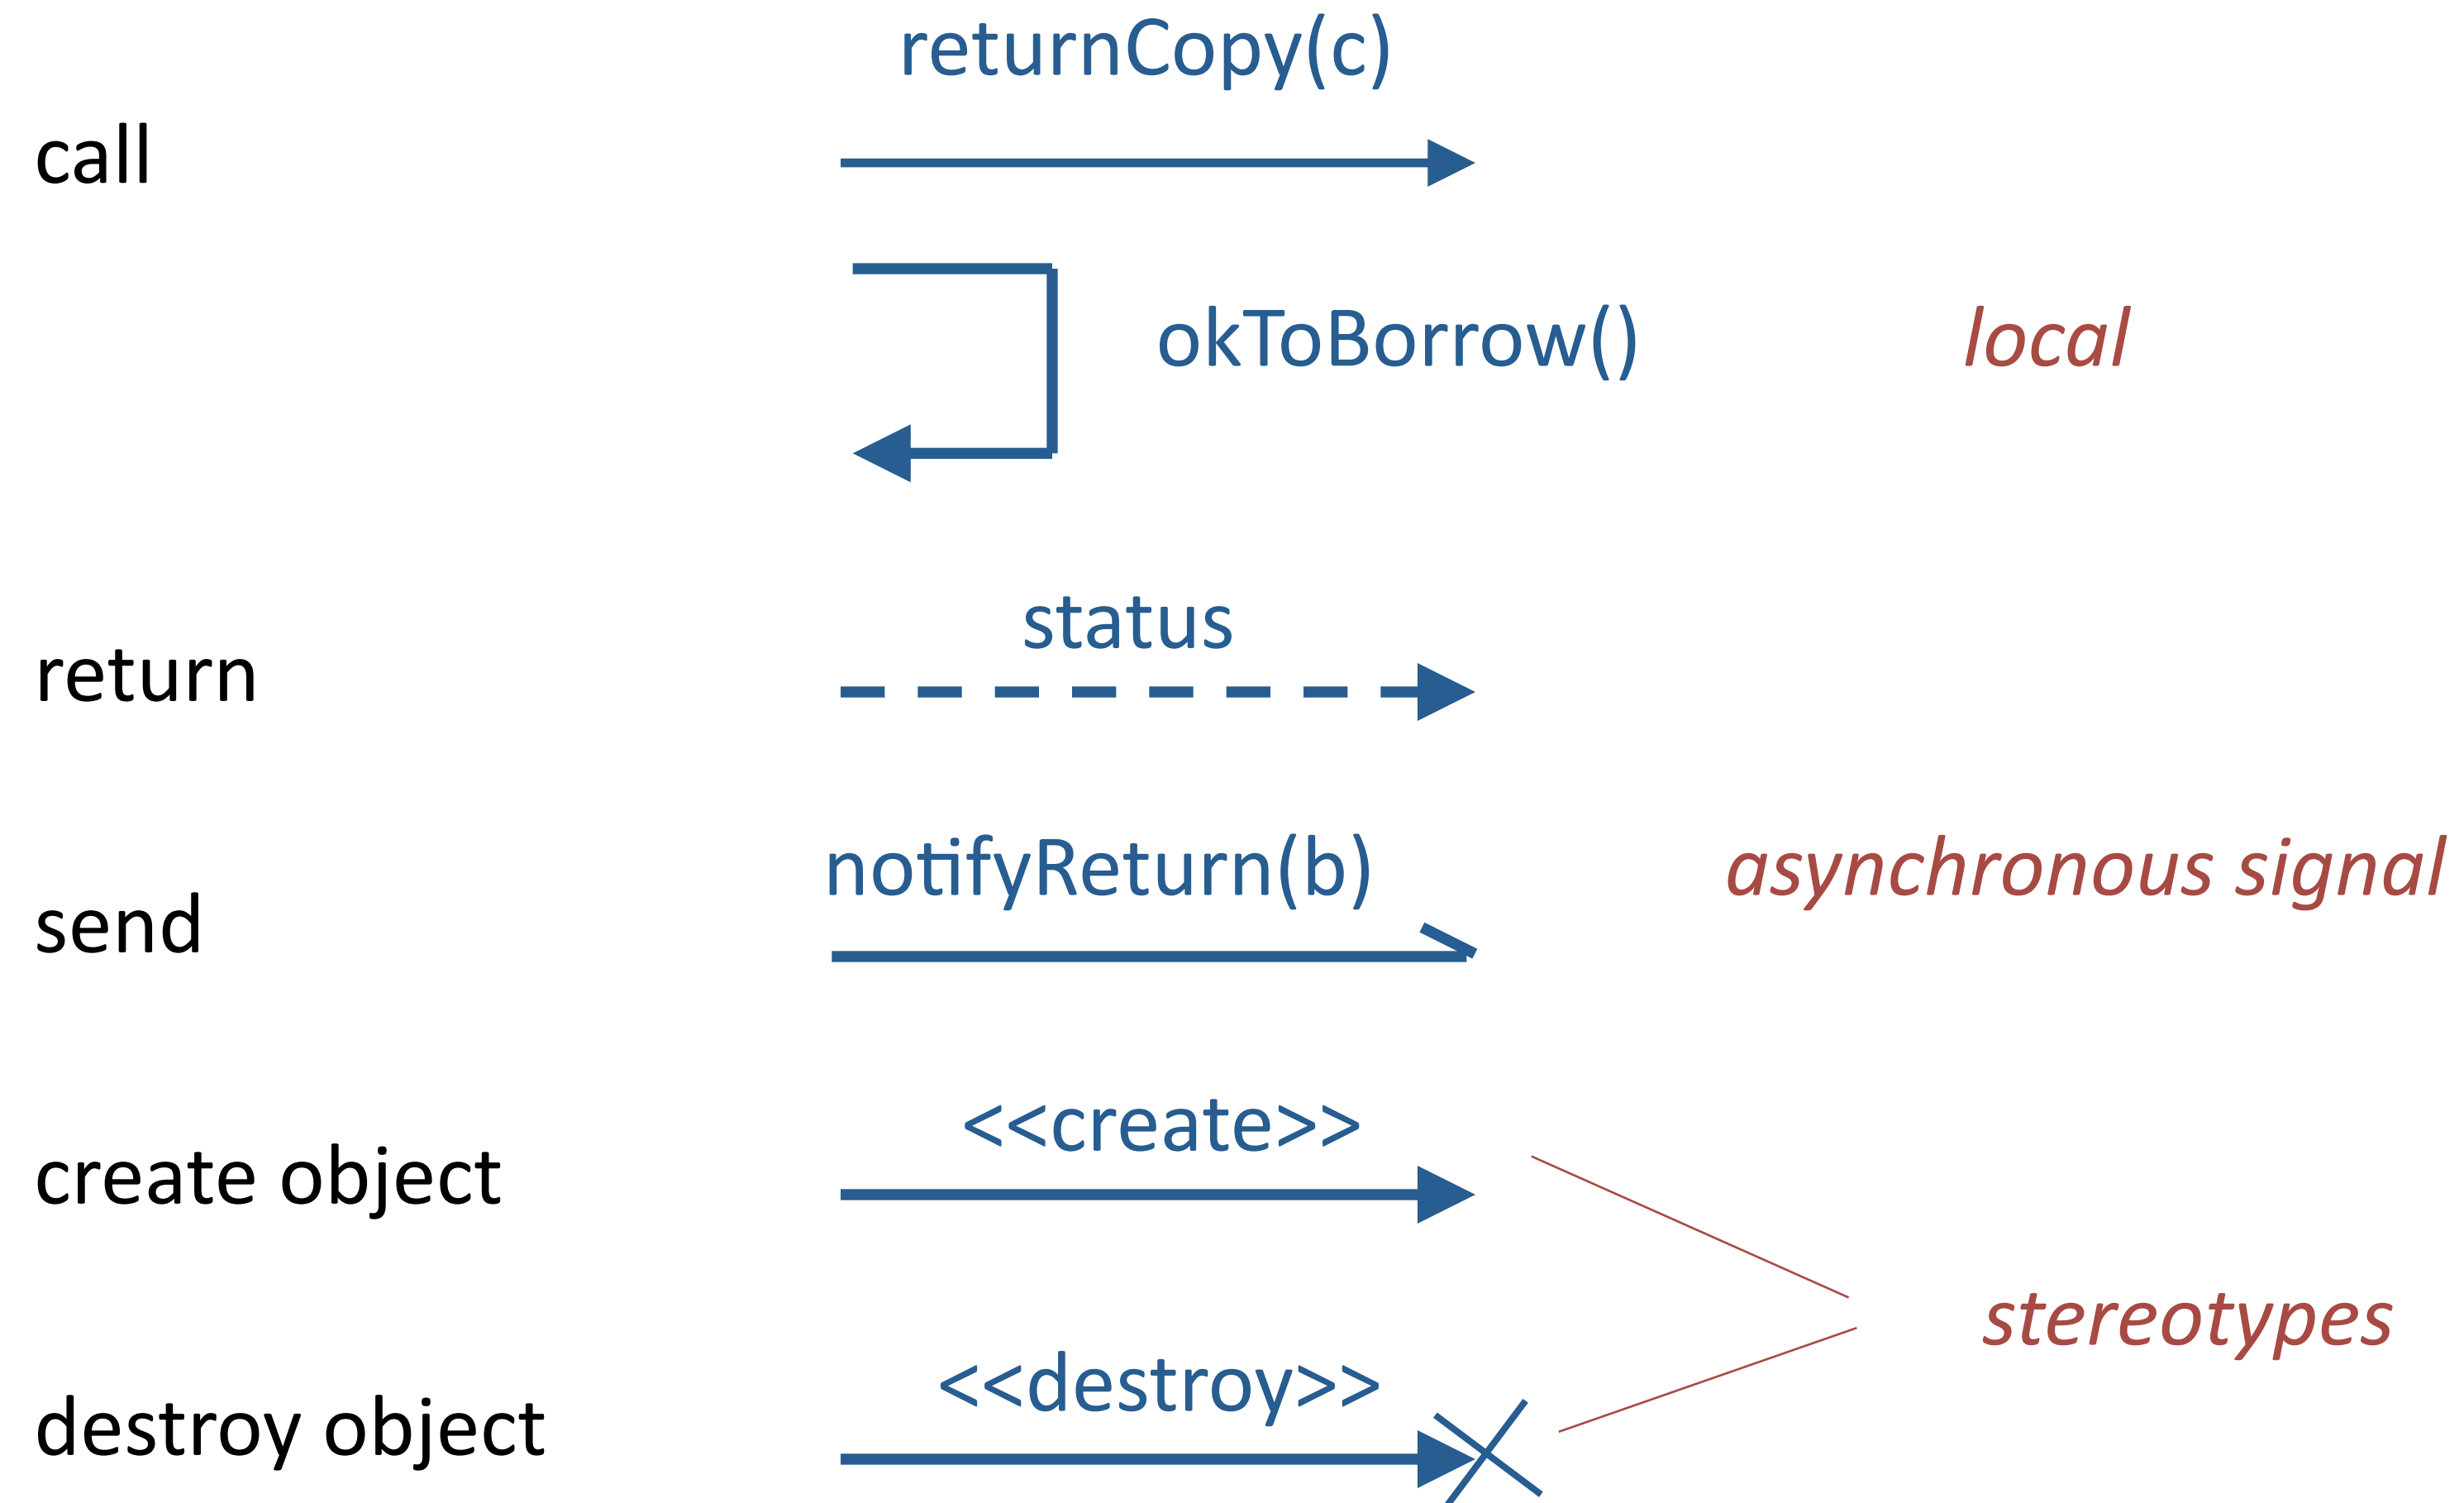 returnCopy(c)
call
okToBorrow()
local
status
return
notifyReturn(b)
asynchronous signal
send
<<create>>
create object
stereotypes
<<destroy>>
destroy object